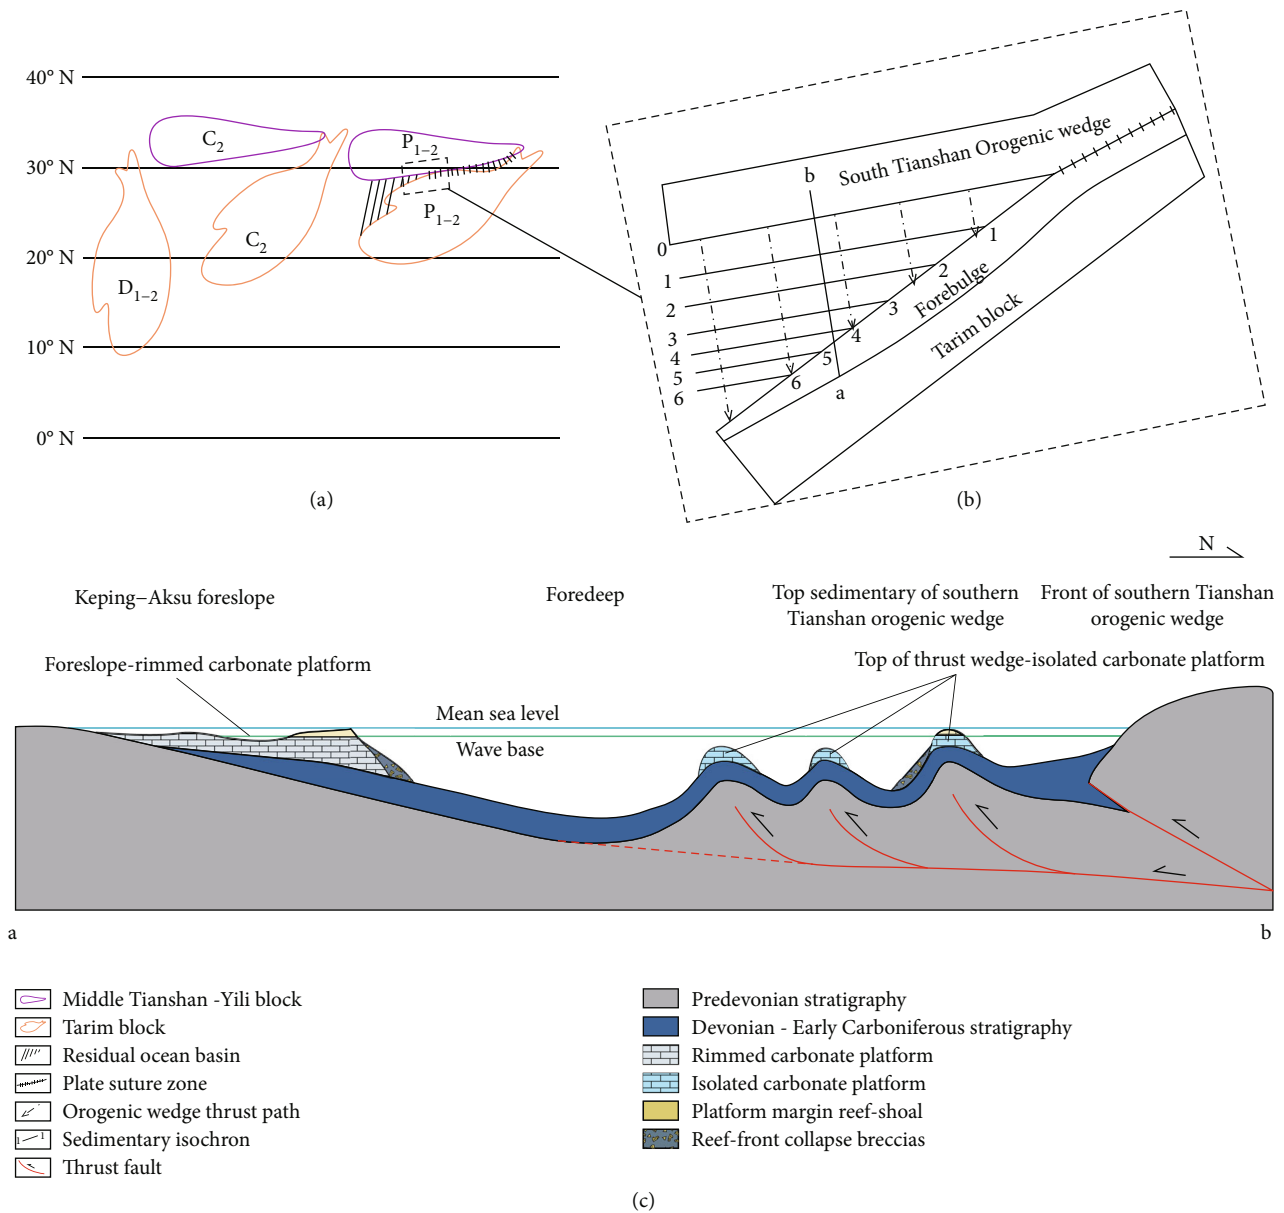 40° N
30° N
20° N
10° N
0° N
C2
P1–2
P1–2
C2
D1–2
(a)
South Tianshan Orogenic wedge
b
0
1
2
3
4
5
6
1
2
3
4
5
6
Forebulge
Tarim block
a
(b)
N
Keping–Aksu foreslope
Foredeep
Top sedimentary of southern
Tianshan orogenic wedge
Front of southern Tianshan
orogenic wedge
Foreslope-rimmed carbonate platform
Top of thrust wedge-isolated carbonate platform
Mean sea level
Wave base
a
b
Middle Tianshan -Yili block
Tarim block
Residual ocean basin
Plate suture zone
Orogenic wedge thrust path
1 1
Sedimentary isochron
Thrust fault
Predevonian stratigraphy
Devonian - Early Carboniferous stratigraphy
Rimmed carbonate platform
Isolated carbonate platform
Platform margin reef-shoal
Reef-front collapse breccias
(c)